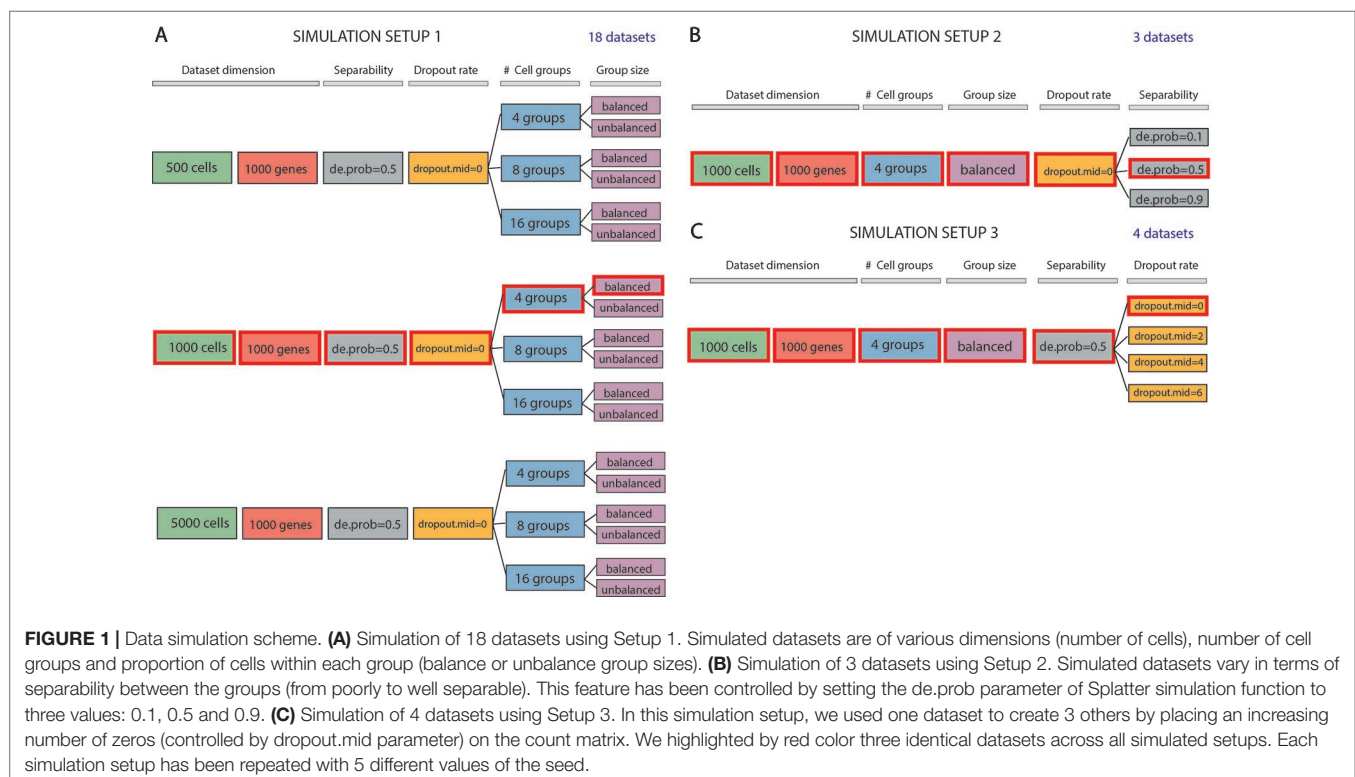 A
SIMULATION SETUP 1
18 datasets
Dataset dimension
Separability
Dropout rate
# Cell groups
Group size
500 cells
1000 genes
de.prob=0.5
dropout.mid=0
4 groups
balanced
unbalanced
8 groups
balanced
unbalanced
16 groups
balanced
unbalanced
1000 cells
1000 genes
de.prob=0.5
dropout.mid=0
4 groups
balanced
unbalanced
8 groups
balanced
unbalanced
16 groups
balanced
unbalanced
5000 cells
1000 genes
de.prob=0.5
dropout.mid=0
4 groups
balanced
unbalanced
8 groups
balanced
unbalanced
16 groups
balanced
unbalanced
B
SIMULATION SETUP 2
3 datasets
Dataset dimension
# Cell groups
Group size
Dropout rate
Separability
1000 cells
1000 genes
4 groups
balanced
dropout.mid=0
de.prob=0.1
de.prob=0.5
de.prob=0.9
C
SIMULATION SETUP 3
4 datasets
Dataset dimension
# Cell groups
Group size
Separability
Dropout rate
1000 cells
1000 genes
4 groups
balanced
de.prob=0.5
dropout.mid=0
dropout.mid=2
dropout.mid=4
dropout.mid=6
FIGURE 1 | Data simulation scheme. (A) Simulation of 18 datasets using Setup 1. Simulated datasets are of various dimensions (number of cells), number of cell
groups and proportion of cells within each group (balance or unbalance group sizes). (B) Simulation of 3 datasets using Setup 2. Simulated datasets vary in terms of
separability between the groups (from poorly to well separable). This feature has been controlled by setting the de.prob parameter of Splatter simulation function to
three values: 0.1, 0.5 and 0.9. (C) Simulation of 4 datasets using Setup 3. In this simulation setup, we used one dataset to create 3 others by placing an increasing
number of zeros (controlled by dropout.mid parameter) on the count matrix. We highlighted by red color three identical datasets across all simulated setups. Each
simulation setup has been repeated with 5 different values of the seed.